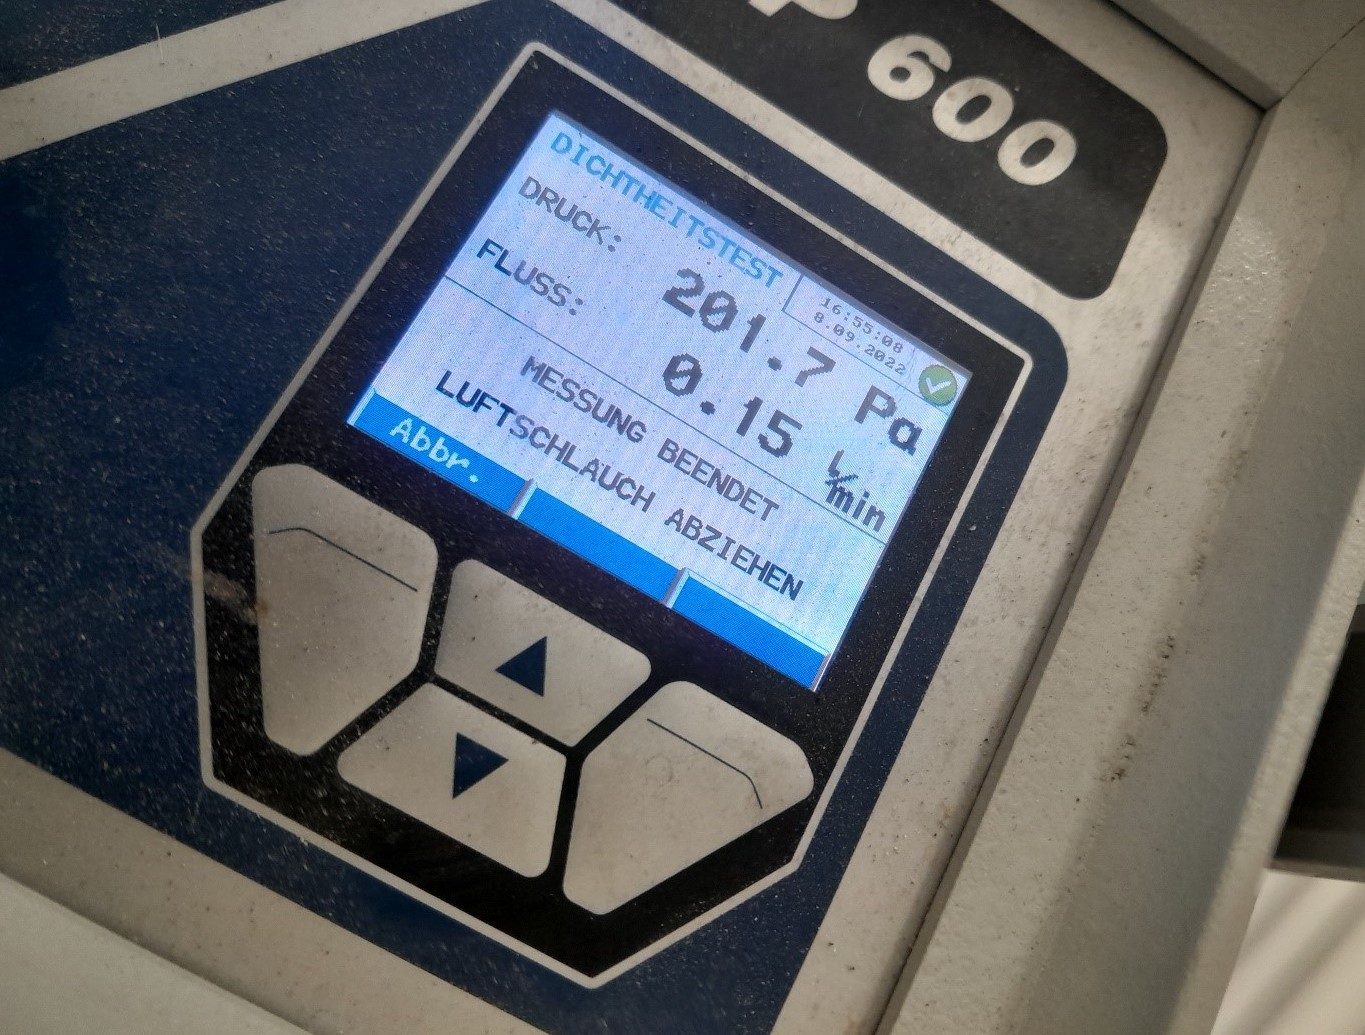 P 600
DICHTHEITSTEST
16:55:08
8.09.2022
DRUCK: 201.7 Pa
FLUSS: 0.15 L/min
MESSUNG BEENDET
LUFTSCHLAUCH ABZIEHEN
Abbr.